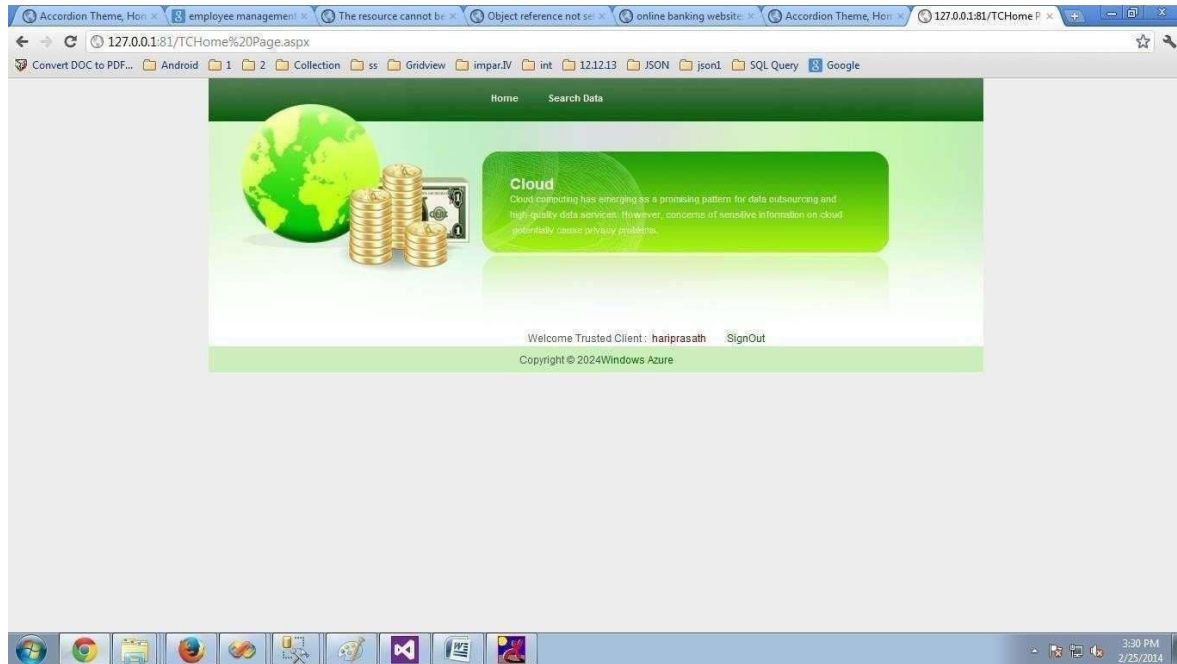 Accordion Theme, Hon
employee management
The resource cannot be
Object reference not set
online banking website
Accordion Theme, Hon
127.0.0.1:81/TCHome P
127.0.0.1:81/TCHome%20Page.aspx
Convert DOC to PDF...
Android
1
2
Collection
ss
Gridview
impar.IV
int
12.12.13
JSON
json1
SQL Query
Google
Home
Search Data
Cloud
Cloud computing has emerging as a promising pattern for data outsourcing and
high-quality data services. However, concerns of sensitive information on cloud
potentially cause privacy problems.
Welcome Trusted Client : hariprasath SignOut
Copyright © 2024Windows Azure
3:30 PM
2/25/2014